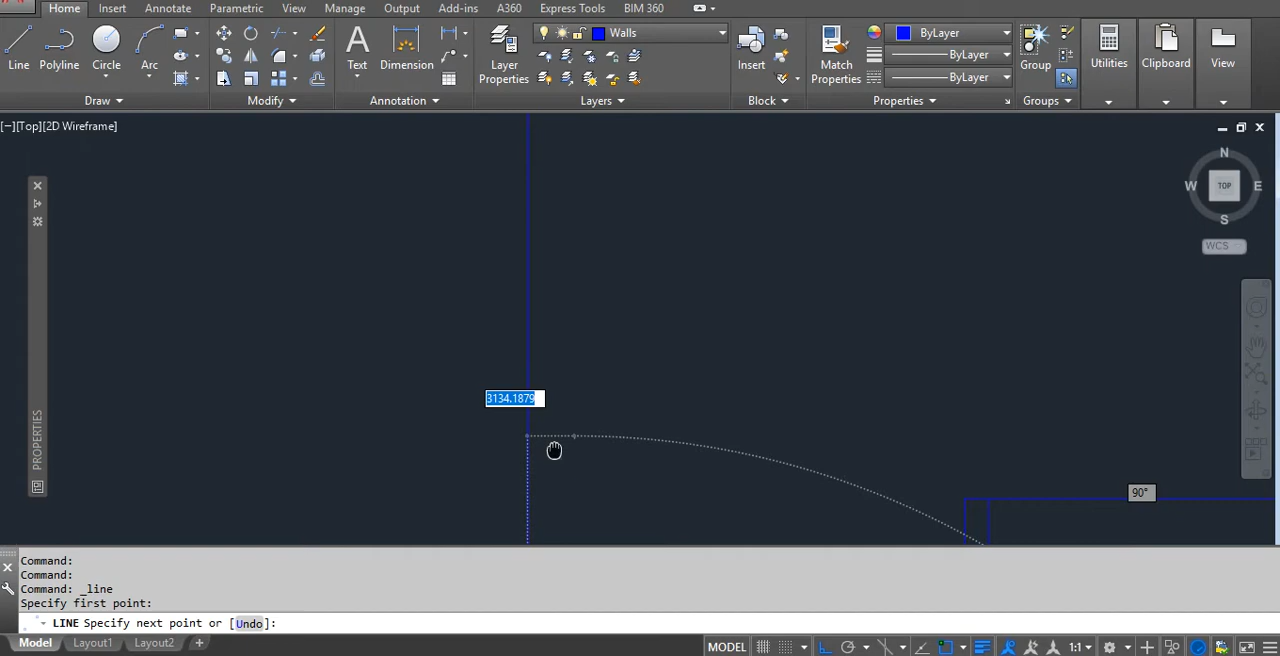 Home Insert Annotate Parametric View Manage Output Add-ins A360 Express Tools BIM 360
Walls
ByLayer
ByLayer
ByLayer
Line Polyline Circle Arc
Text Dimension
Layer Properties
Insert
Match Properties
Group
Utilities Clipboard View
Draw Modify Annotation Layers Block Properties Groups
[−][Top][2D Wireframe]
N
W TOP E
S
WCS
3134.1879
90°
PROPERTIES
Command:
Command:
Command: _line
Specify first point:
LINE Specify next point or [Undo]:
Model Layout1 Layout2 +
MODEL 1:1